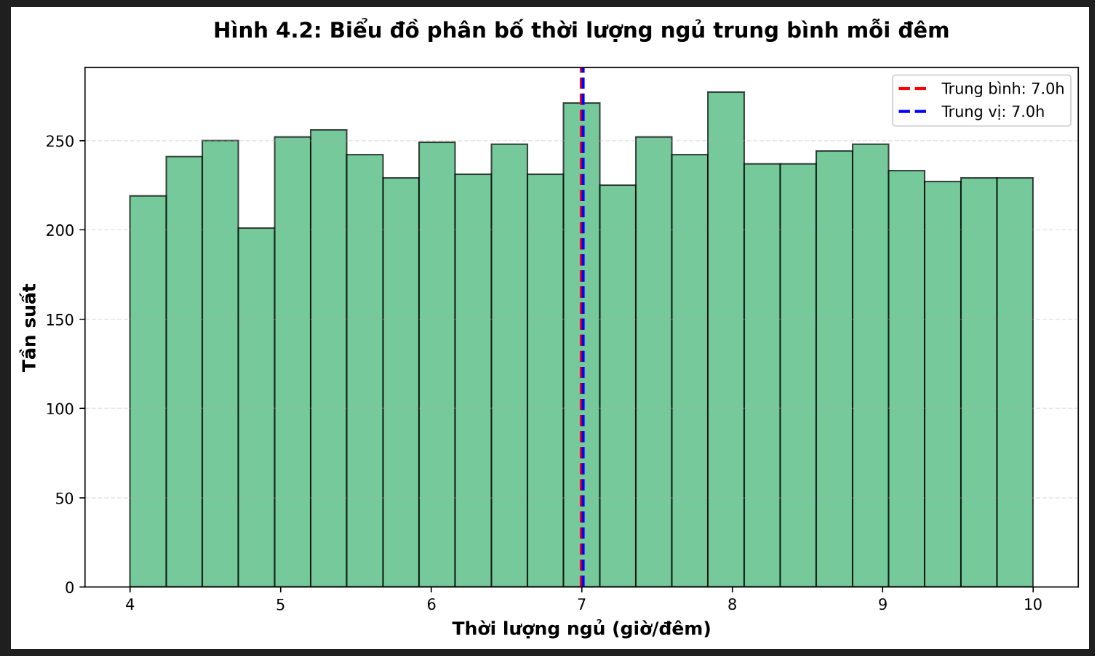 Hình 4.2: Biểu đồ phân bố thời lượng ngủ trung bình mỗi đêm
Trung bình: 7.0h
Trung vị: 7.0h
250
200
150
100
50
0
Tần suất
4 5 6 7 8 9 10
Thời lượng ngủ (giờ/đêm)